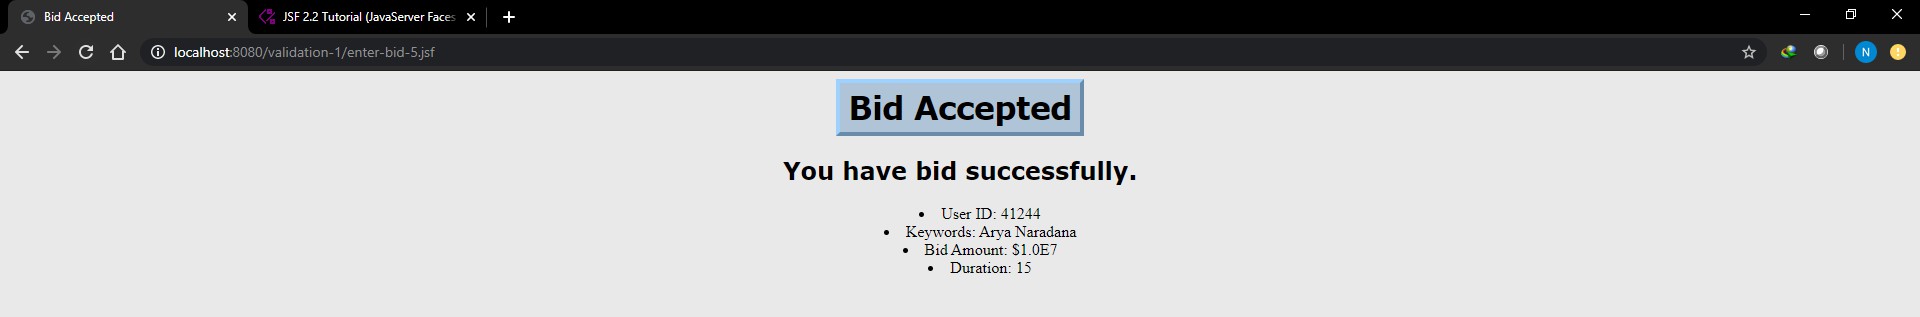 Bid Accepted
JSF 2.2 Tutorial (JavaServer Faces
localhost:8080/validation-1/enter-bid-5.jsf
N
Bid Accepted
You have bid successfully.
• User ID: 41244
• Keywords: Arya Naradana
• Bid Amount: $1.0E7
• Duration: 15